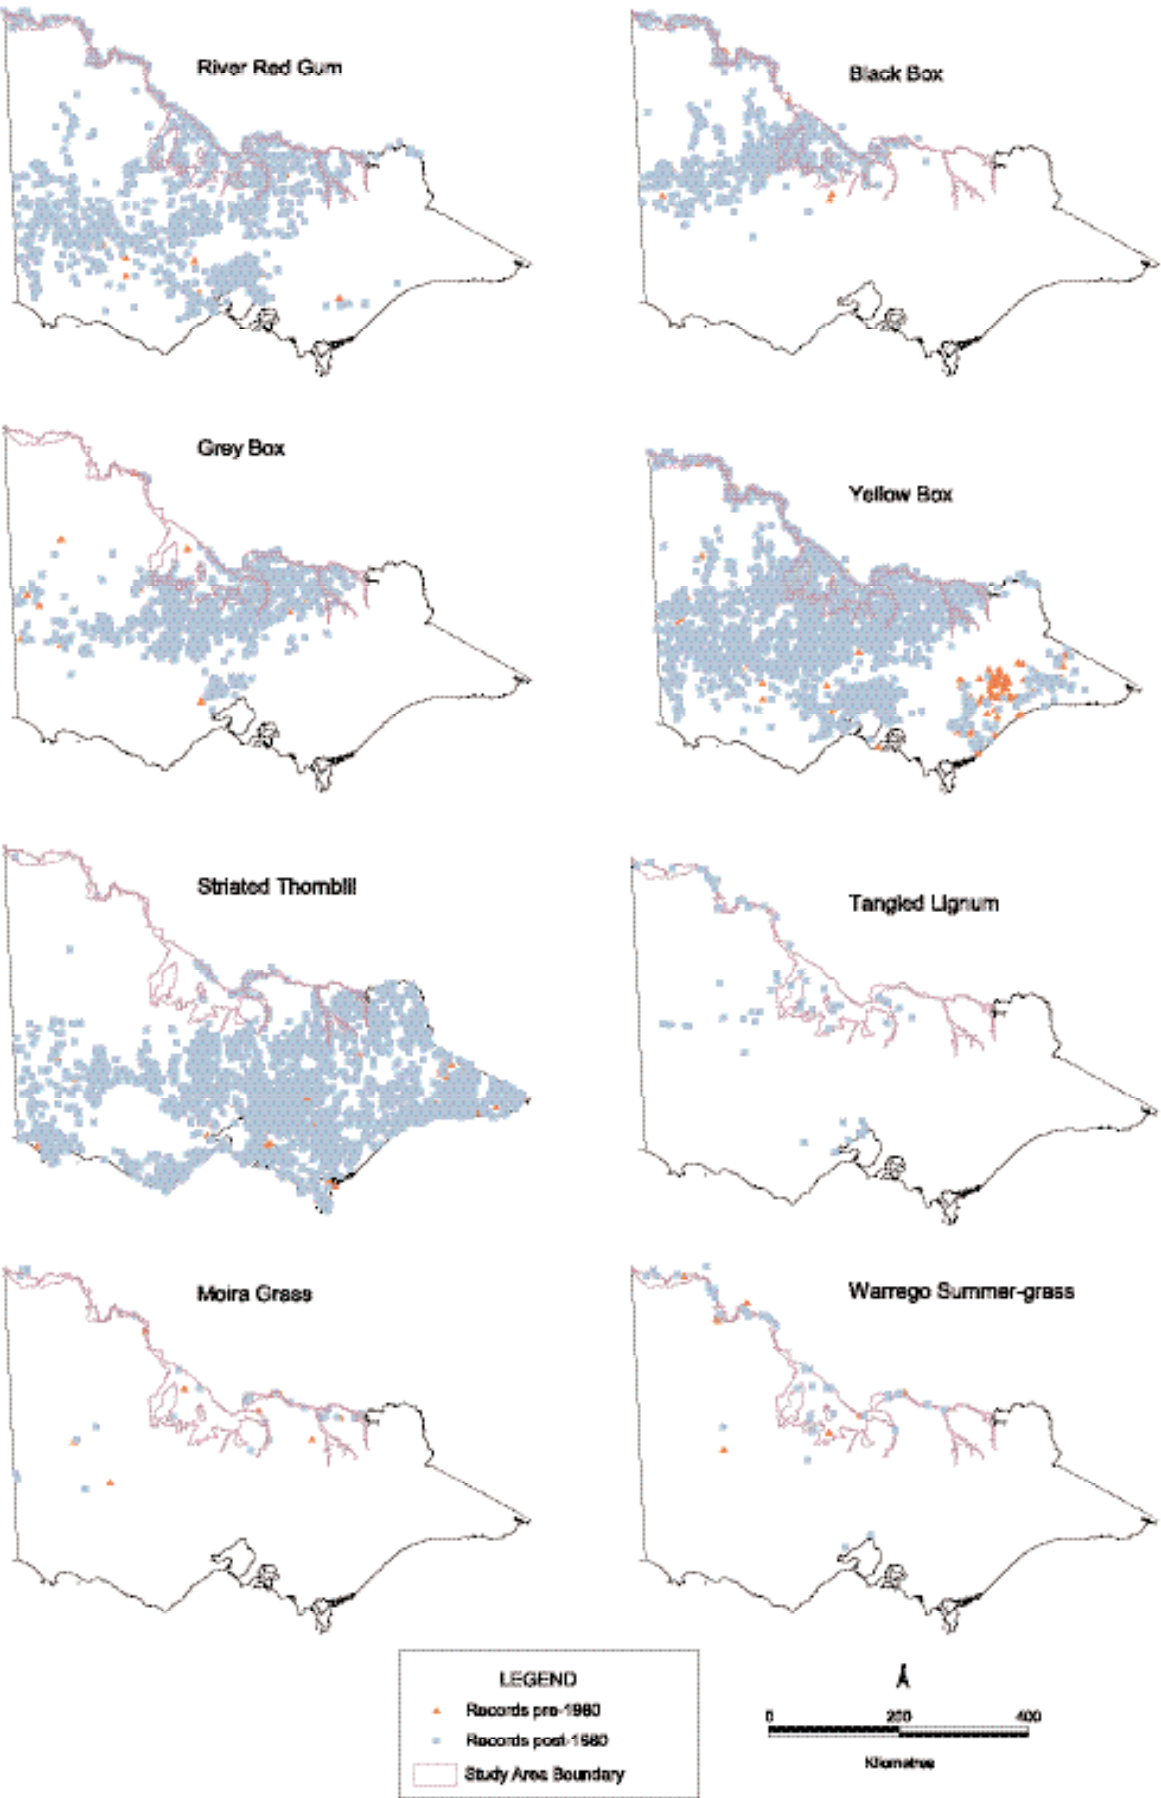 River Red Gum
Black Box
Grey Box
Yellow Box
Striated Thornbill
Tangled Lignum
Moira Grass
Warrego Summer-grass
LEGEND
Records pre-1980
Records post-1980
Study Area Boundary
0 200 400
Kilometres